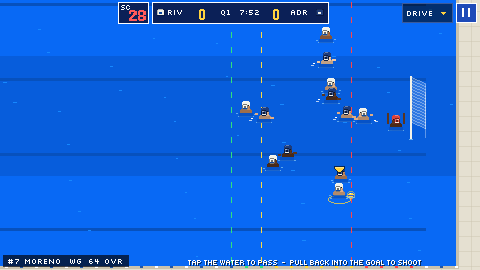 SC
28
RIV 0 Q1 7:52 0 ADR
DRIVE
#7 MORENO WG 64 OVR
TAP THE WATER TO PASS - PULL BACK INTO THE GOAL TO SHOOT